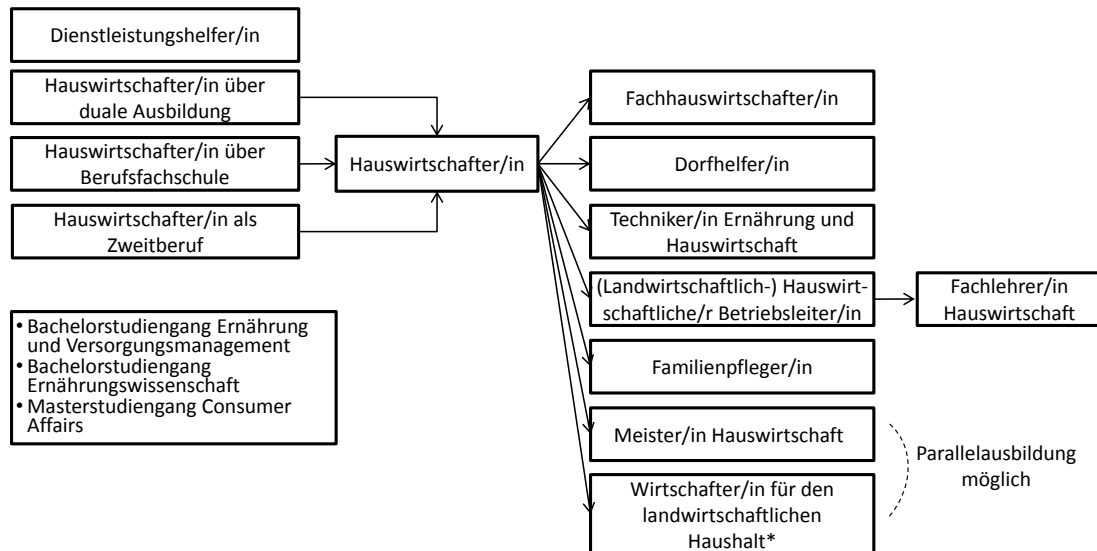 Dienstleistungshelfer/in
Hauswirtschafter/in über
duale Ausbildung
Hauswirtschafter/in über
Berufsfachschule
Hauswirtschafter/in als
Zweitberuf
Hauswirtschafter/in
Fachhauswirtschafter/in
Dorfhelfer/in
Techniker/in Ernährung und
Hauswirtschaft
(Landwirtschaftlich-) Hauswirt-
schaftliche/r Betriebsleiter/in
Fachlehrer/in
Hauswirtschaft
Familienpfleger/in
Meister/in Hauswirtschaft
Wirtschafter/in für den
landwirtschaftlichen
Haushalt*
Parallelausbildung
möglich
• Bachelorstudiengang Ernährung
und Versorgungsmanagement
• Bachelorstudiengang
Ernährungswissenschaft
• Masterstudiengang Consumer
Affairs